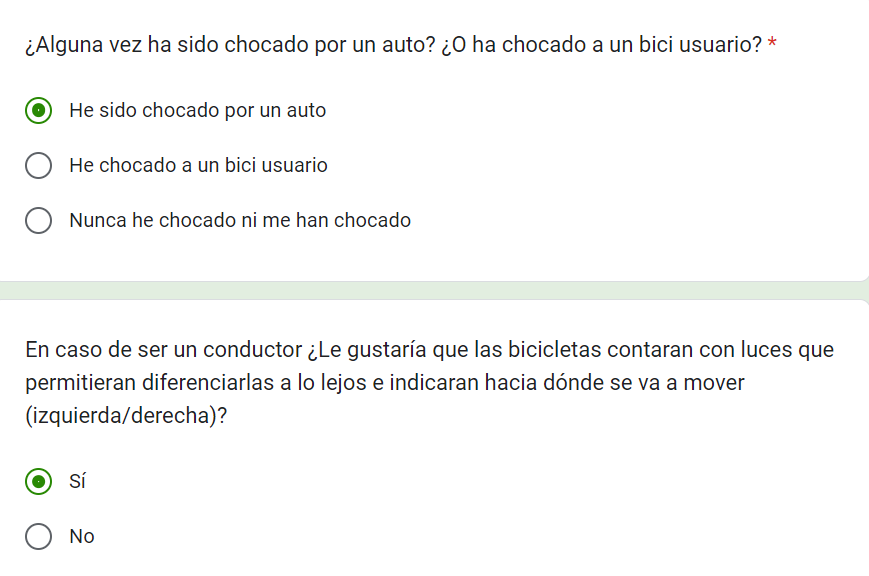 ¿Alguna vez ha sido chocado por un auto? ¿O ha chocado a un bici usuario? *
He sido chocado por un auto
He chocado a un bici usuario
Nunca he chocado ni me han chocado
En caso de ser un conductor ¿Le gustaría que las bicicletas contaran con luces que
permitieran diferenciarlas a lo lejos e indicaran hacia dónde se va a mover
(izquierda/derecha)?
Sí
No